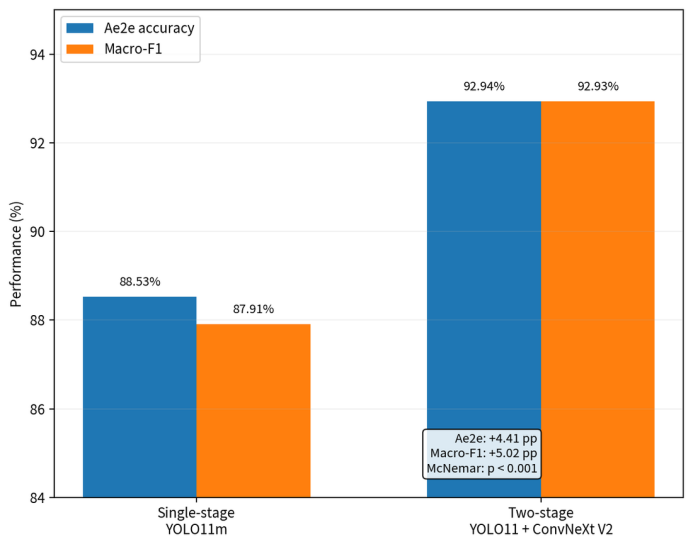 Ae2e accuracy
Macro-F1
Performance (%)
94
92
90
88
86
84
88.53%
87.91%
92.94%
92.93%
Ae2e: +4.41 pp
Macro-F1: +5.02 pp
McNemar: p < 0.001
Single-stage
YOLO11m
Two-stage
YOLO11 + ConvNeXt V2